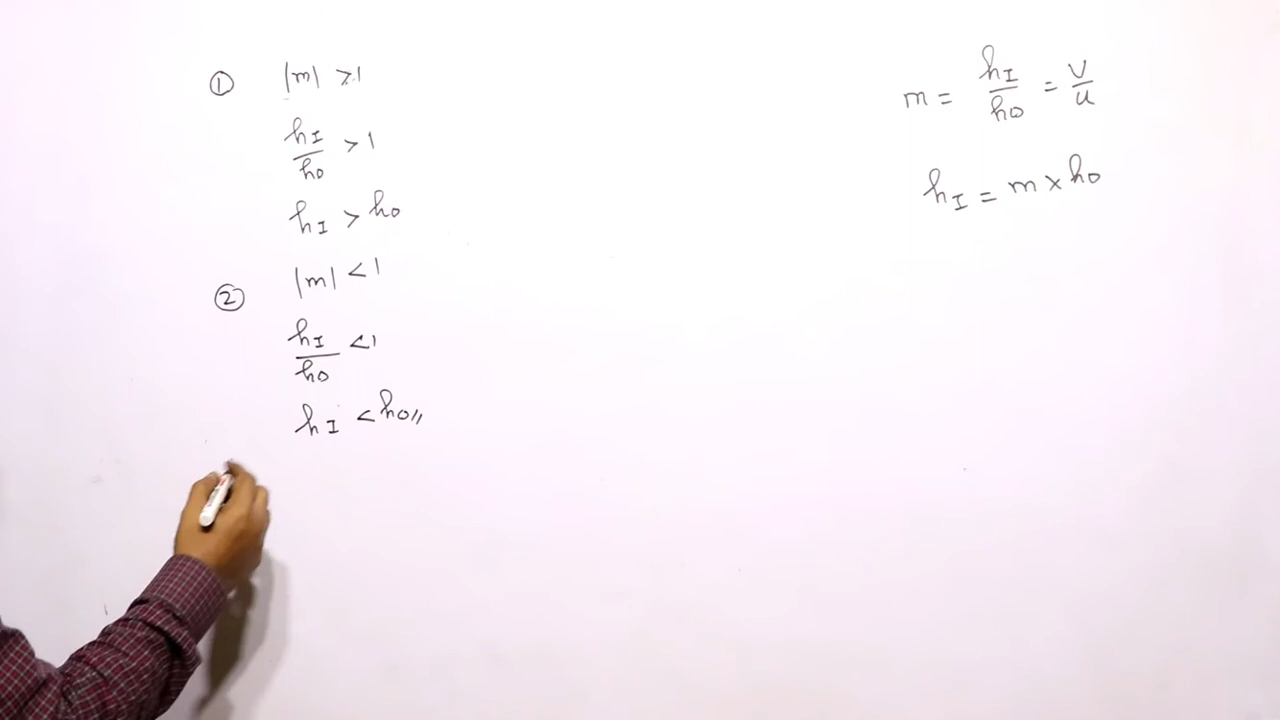 ① |m| > 1
h_I/h_o > 1
h_I > h_o
② |m| < 1
h_I/h_o < 1
h_I < h_o//
m = h_I/h_o = v/u
h_I = m × h_o